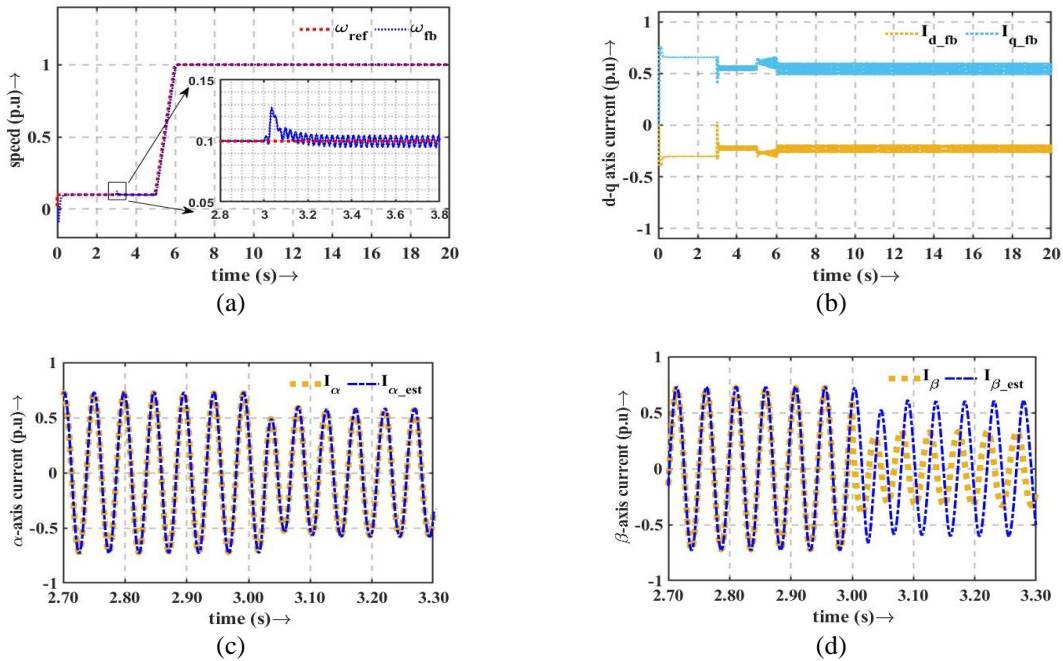 ω_ref ω_fb
1
0.5
0
speed (p.u)→
0.15
0.1
0.05
2.8 3 3.2 3.4 3.6 3.8
0 2 4 6 8 10 12 14 16 18 20
time (s)→
(a)
I_d_fb I_q_fb
1
0.5
0
-0.5
-1
d-q axis current (p.u)→
0 2 4 6 8 10 12 14 16 18 20
time (s)→
(b)
I_α I_α_est
1
0.5
0
-0.5
-1
α-axis current (p.u)→
2.70 2.80 2.90 3.00 3.10 3.20 3.30
time (s)→
(c)
I_β I_β_est
1
0.5
0
-0.5
-1
β-axis current (p.u)→
2.70 2.80 2.90 3.00 3.10 3.20 3.30
time (s)→
(d)